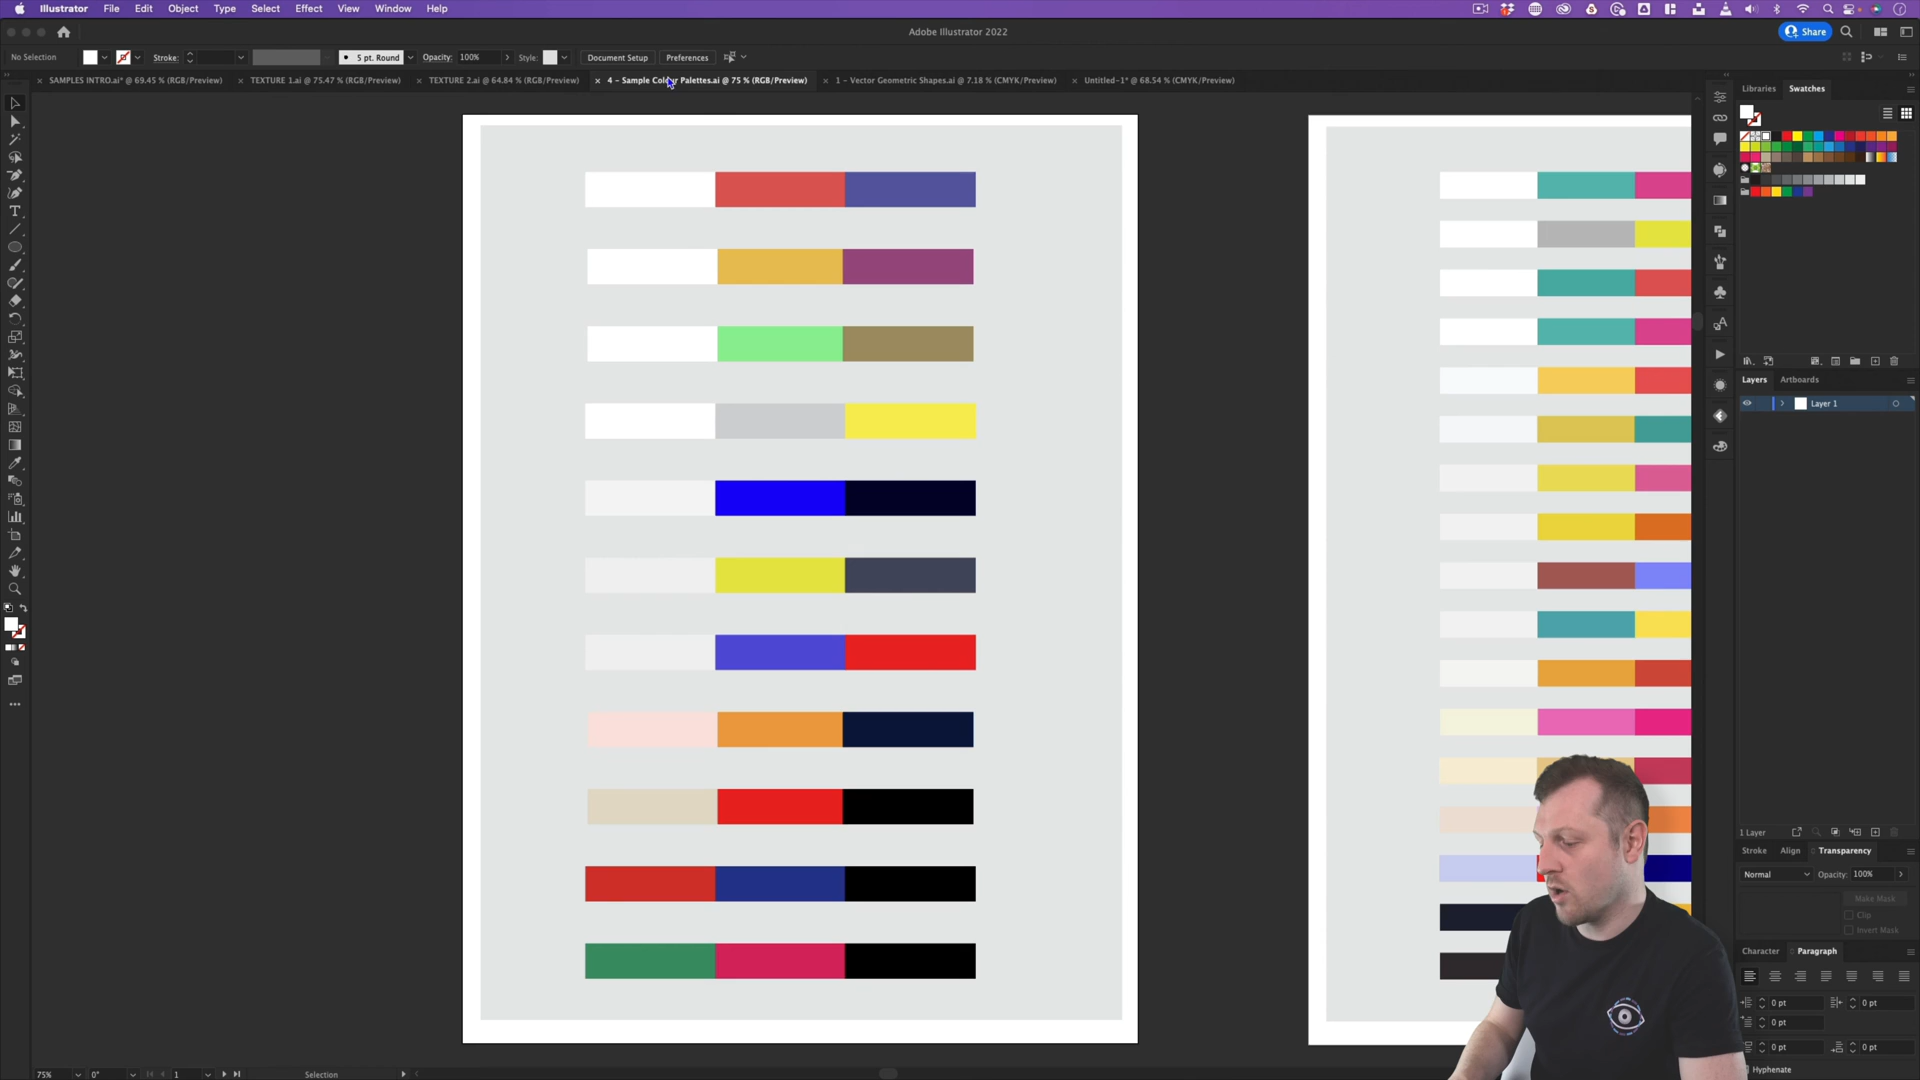 Illustrator File Edit Object Type Select Effect View Window Help
Adobe Illustrator 2022
Share
No Selection
Stroke:
5 pt. Round
Opacity: 100%
Style:
Document Setup
Preferences
SAMPLES INTRO.ai* @ 69.45 % (RGB/Preview)
TEXTURE 1.ai @ 75.47 % (RGB/Preview)
TEXTURE 2.ai @ 64.84 % (RGB/Preview)
4 - Sample Colour Palettes.ai @ 75 % (RGB/Preview)
1 - Vector Geometric Shapes.ai @ 7.18 % (CMYK/Preview)
Untitled-1* @ 68.54 % (CMYK/Preview)
Libraries Swatches
Layers Artboards
Layer 1
1 Layer
Stroke Align Transparency
Normal Opacity: 100%
Make Mask
Clip
Invert Mask
Character Paragraph
0 pt 0 pt
0 pt
0 pt 0 pt
Hyphenate
75% 0° 1 Selection